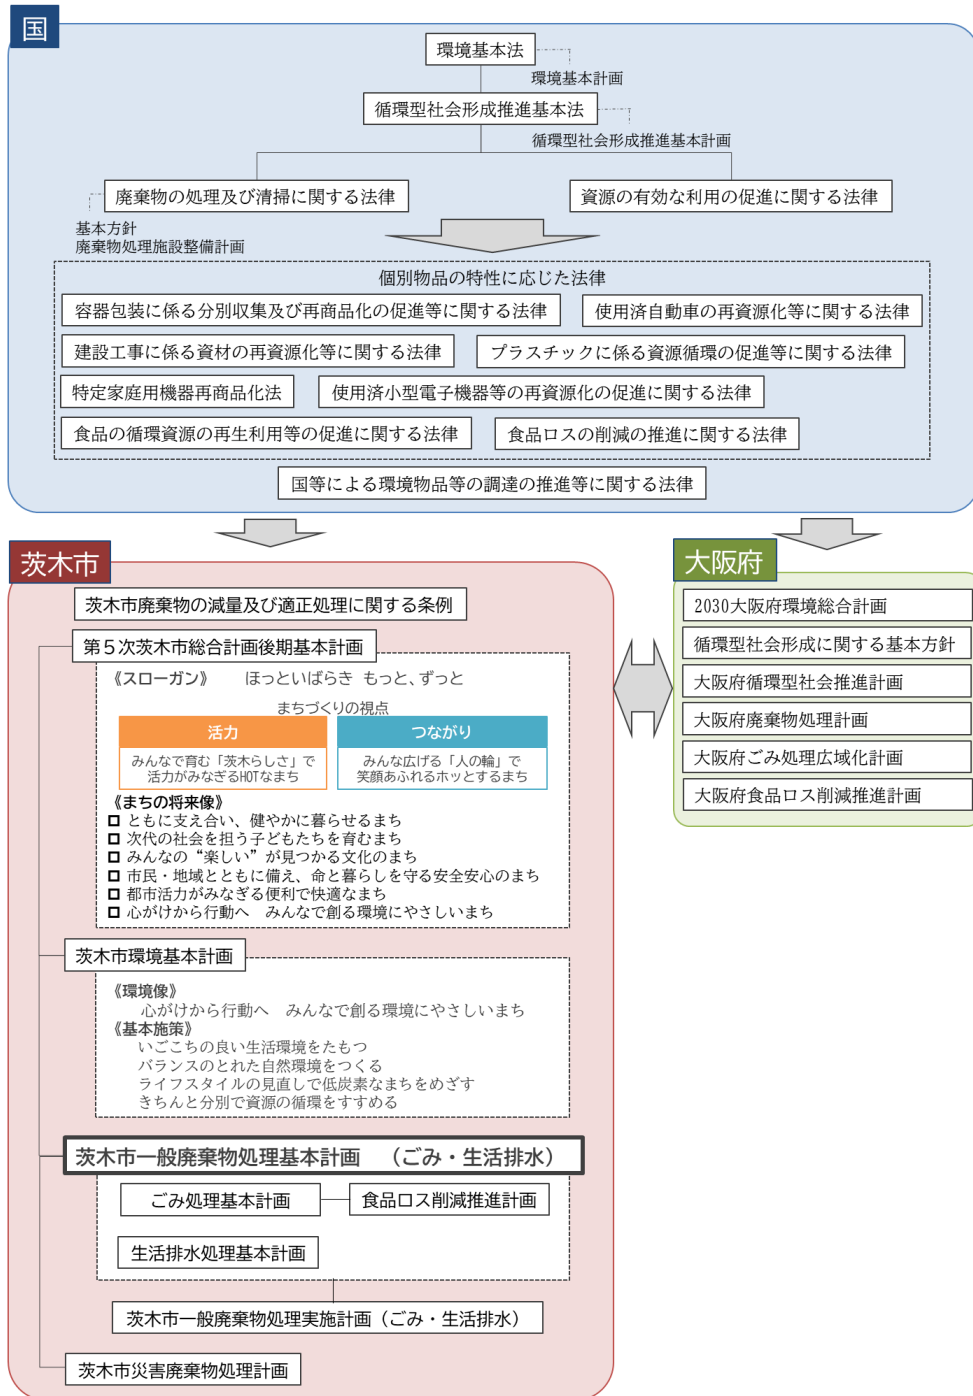 国
環境基本法
環境基本計画
循環型社会形成推進基本法
循環型社会形成推進基本計画
廃棄物の処理及び清掃に関する法律
資源の有効な利用の促進に関する法律
基本方針
廃棄物処理施設整備計画
個別物品の特性に応じた法律
容器包装に係る分別収集及び再商品化の促進等に関する法律
使用済自動車の再資源化等に関する法律
建設工事に係る資材の再資源化等に関する法律
プラスチックに係る資源循環の促進等に関する法律
特定家庭用機器再商品化法
使用済小型電子機器等の再資源化の促進に関する法律
食品の循環資源の再生利用等の促進に関する法律
食品ロスの削減の推進に関する法律
国等による環境物品等の調達の推進等に関する法律
茨木市
茨木市廃棄物の減量及び適正処理に関する条例
第5次茨木市総合計画後期基本計画
《スローガン》 ほっといばらき もっと、ずっと
まちづくりの視点
活力
みんなで育む「茨木らしさ」で
活力がみなぎるHOTなまち
つながり
みんな広げる「人の輪」で
笑顔あふれるホッとするまち
《まちの将来像》
□ ともに支え合い、健やかに暮らせるまち
□ 次代の社会を担う子どもたちを育むまち
□ みんなの“楽しい”が見つかる文化のまち
□ 市民・地域とともに備え、命と暮らしを守る安全安心のまち
□ 都市活力がみなぎる便利で快適なまち
□ 心がけから行動へ みんなで創る環境にやさしいまち
茨木市環境基本計画
《環境像》
心がけから行動へ みんなで創る環境にやさしいまち
《基本施策》
いごこちの良い生活環境をたもつ
バランスのとれた自然環境をつくる
ライフスタイルの見直しで低炭素なまちをめざす
きちんと分別で資源の循環をすすめる
茨木市一般廃棄物処理基本計画 （ごみ・生活排水）
ごみ処理基本計画
食品ロス削減推進計画
生活排水処理基本計画
茨木市一般廃棄物処理実施計画（ごみ・生活排水）
茨木市災害廃棄物処理計画
大阪府
2030大阪府環境総合計画
循環型社会形成に関する基本方針
大阪府循環型社会推進計画
大阪府廃棄物処理計画
大阪府ごみ処理広域化計画
大阪府食品ロス削減推進計画